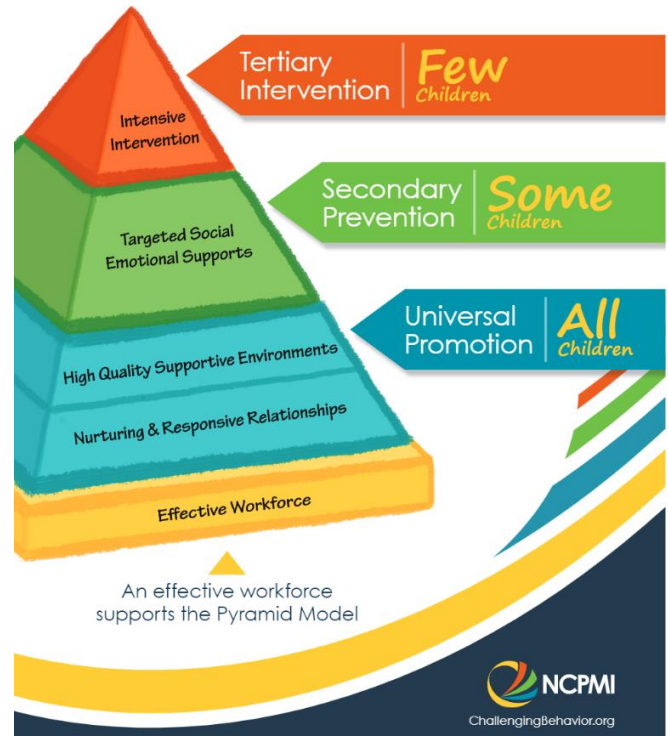 Tertiary
Intervention
Few
Children
Intensive
Intervention
Secondary
Prevention
Some
Children
Targeted Social
Emotional Supports
Universal
Promotion
All
Children
High Quality Supportive Environments
Nurturing & Responsive Relationships
Effective Workforce
An effective workforce
supports the Pyramid Model
NCPMI
ChallengingBehavior.org